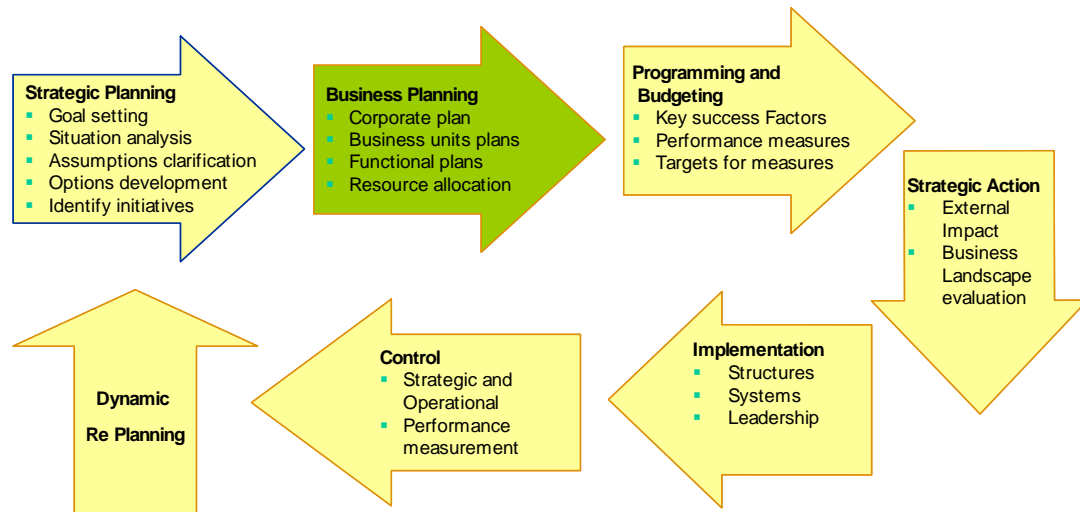 Strategic Planning
Goal setting
Situation analysis
Assumptions clarification
Options development
Identify initiatives
Business Planning
Corporate plan
Business units plans
Functional plans
Resource allocation
Programming and
Budgeting
Key success Factors
Performance measures
Targets for measures
Strategic Action
External
Impact
Business
Landscape
evaluation
Implementation
Structures
Systems
Leadership
Control
Strategic and
Operational
Performance
measurement
Dynamic
Re Planning